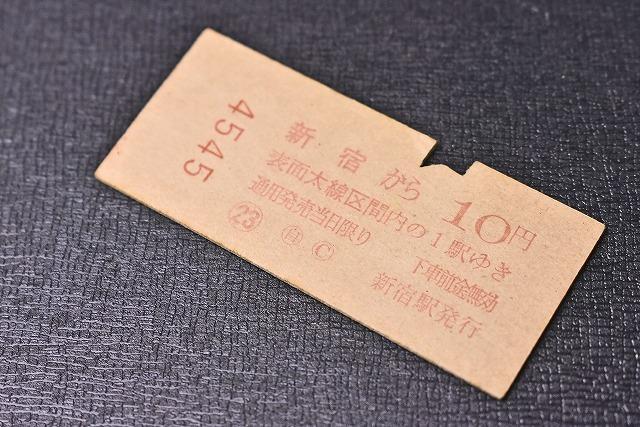 4545
新宿から 10円
表面太線区間内の1駅ゆき
通用発売当日限り 下車前途無効
㉓ 自 C 新宿駅発行